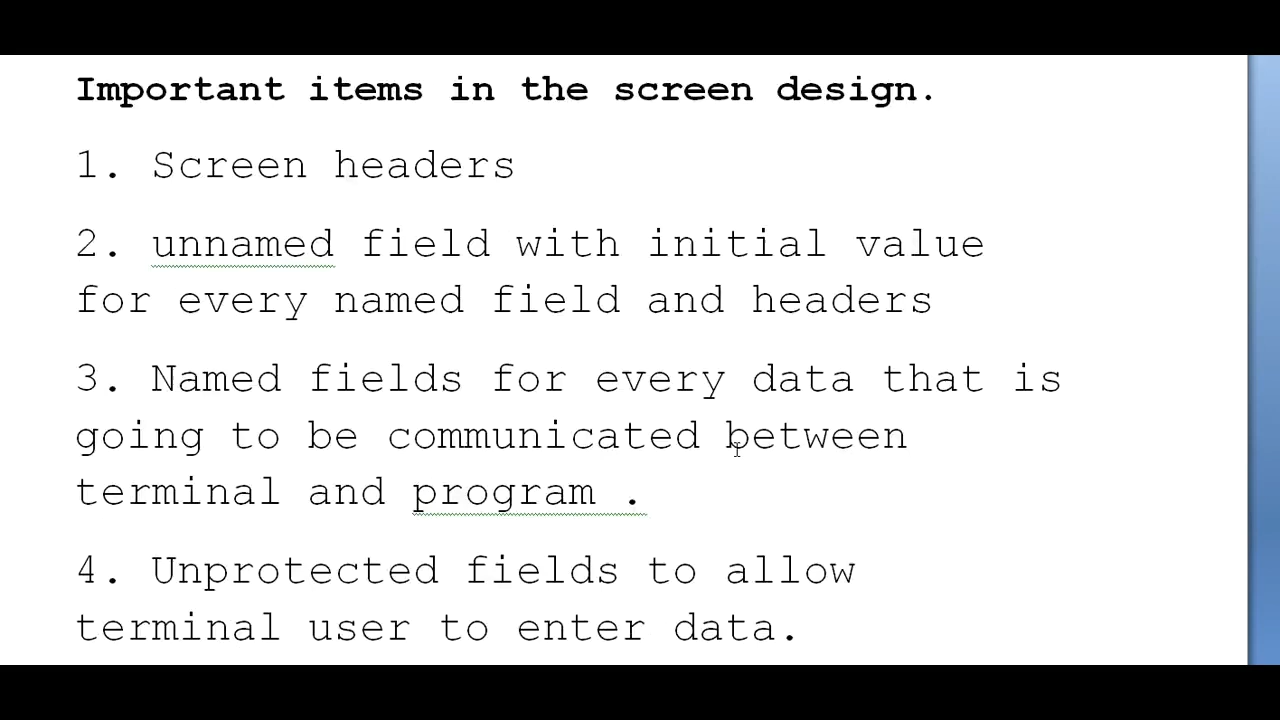 Important items in the screen design.
1. Screen headers
2. unnamed field with initial value
for every named field and headers
3. Named fields for every data that is
going to be communicated between
terminal and program .
4. Unprotected fields to allow
terminal user to enter data.